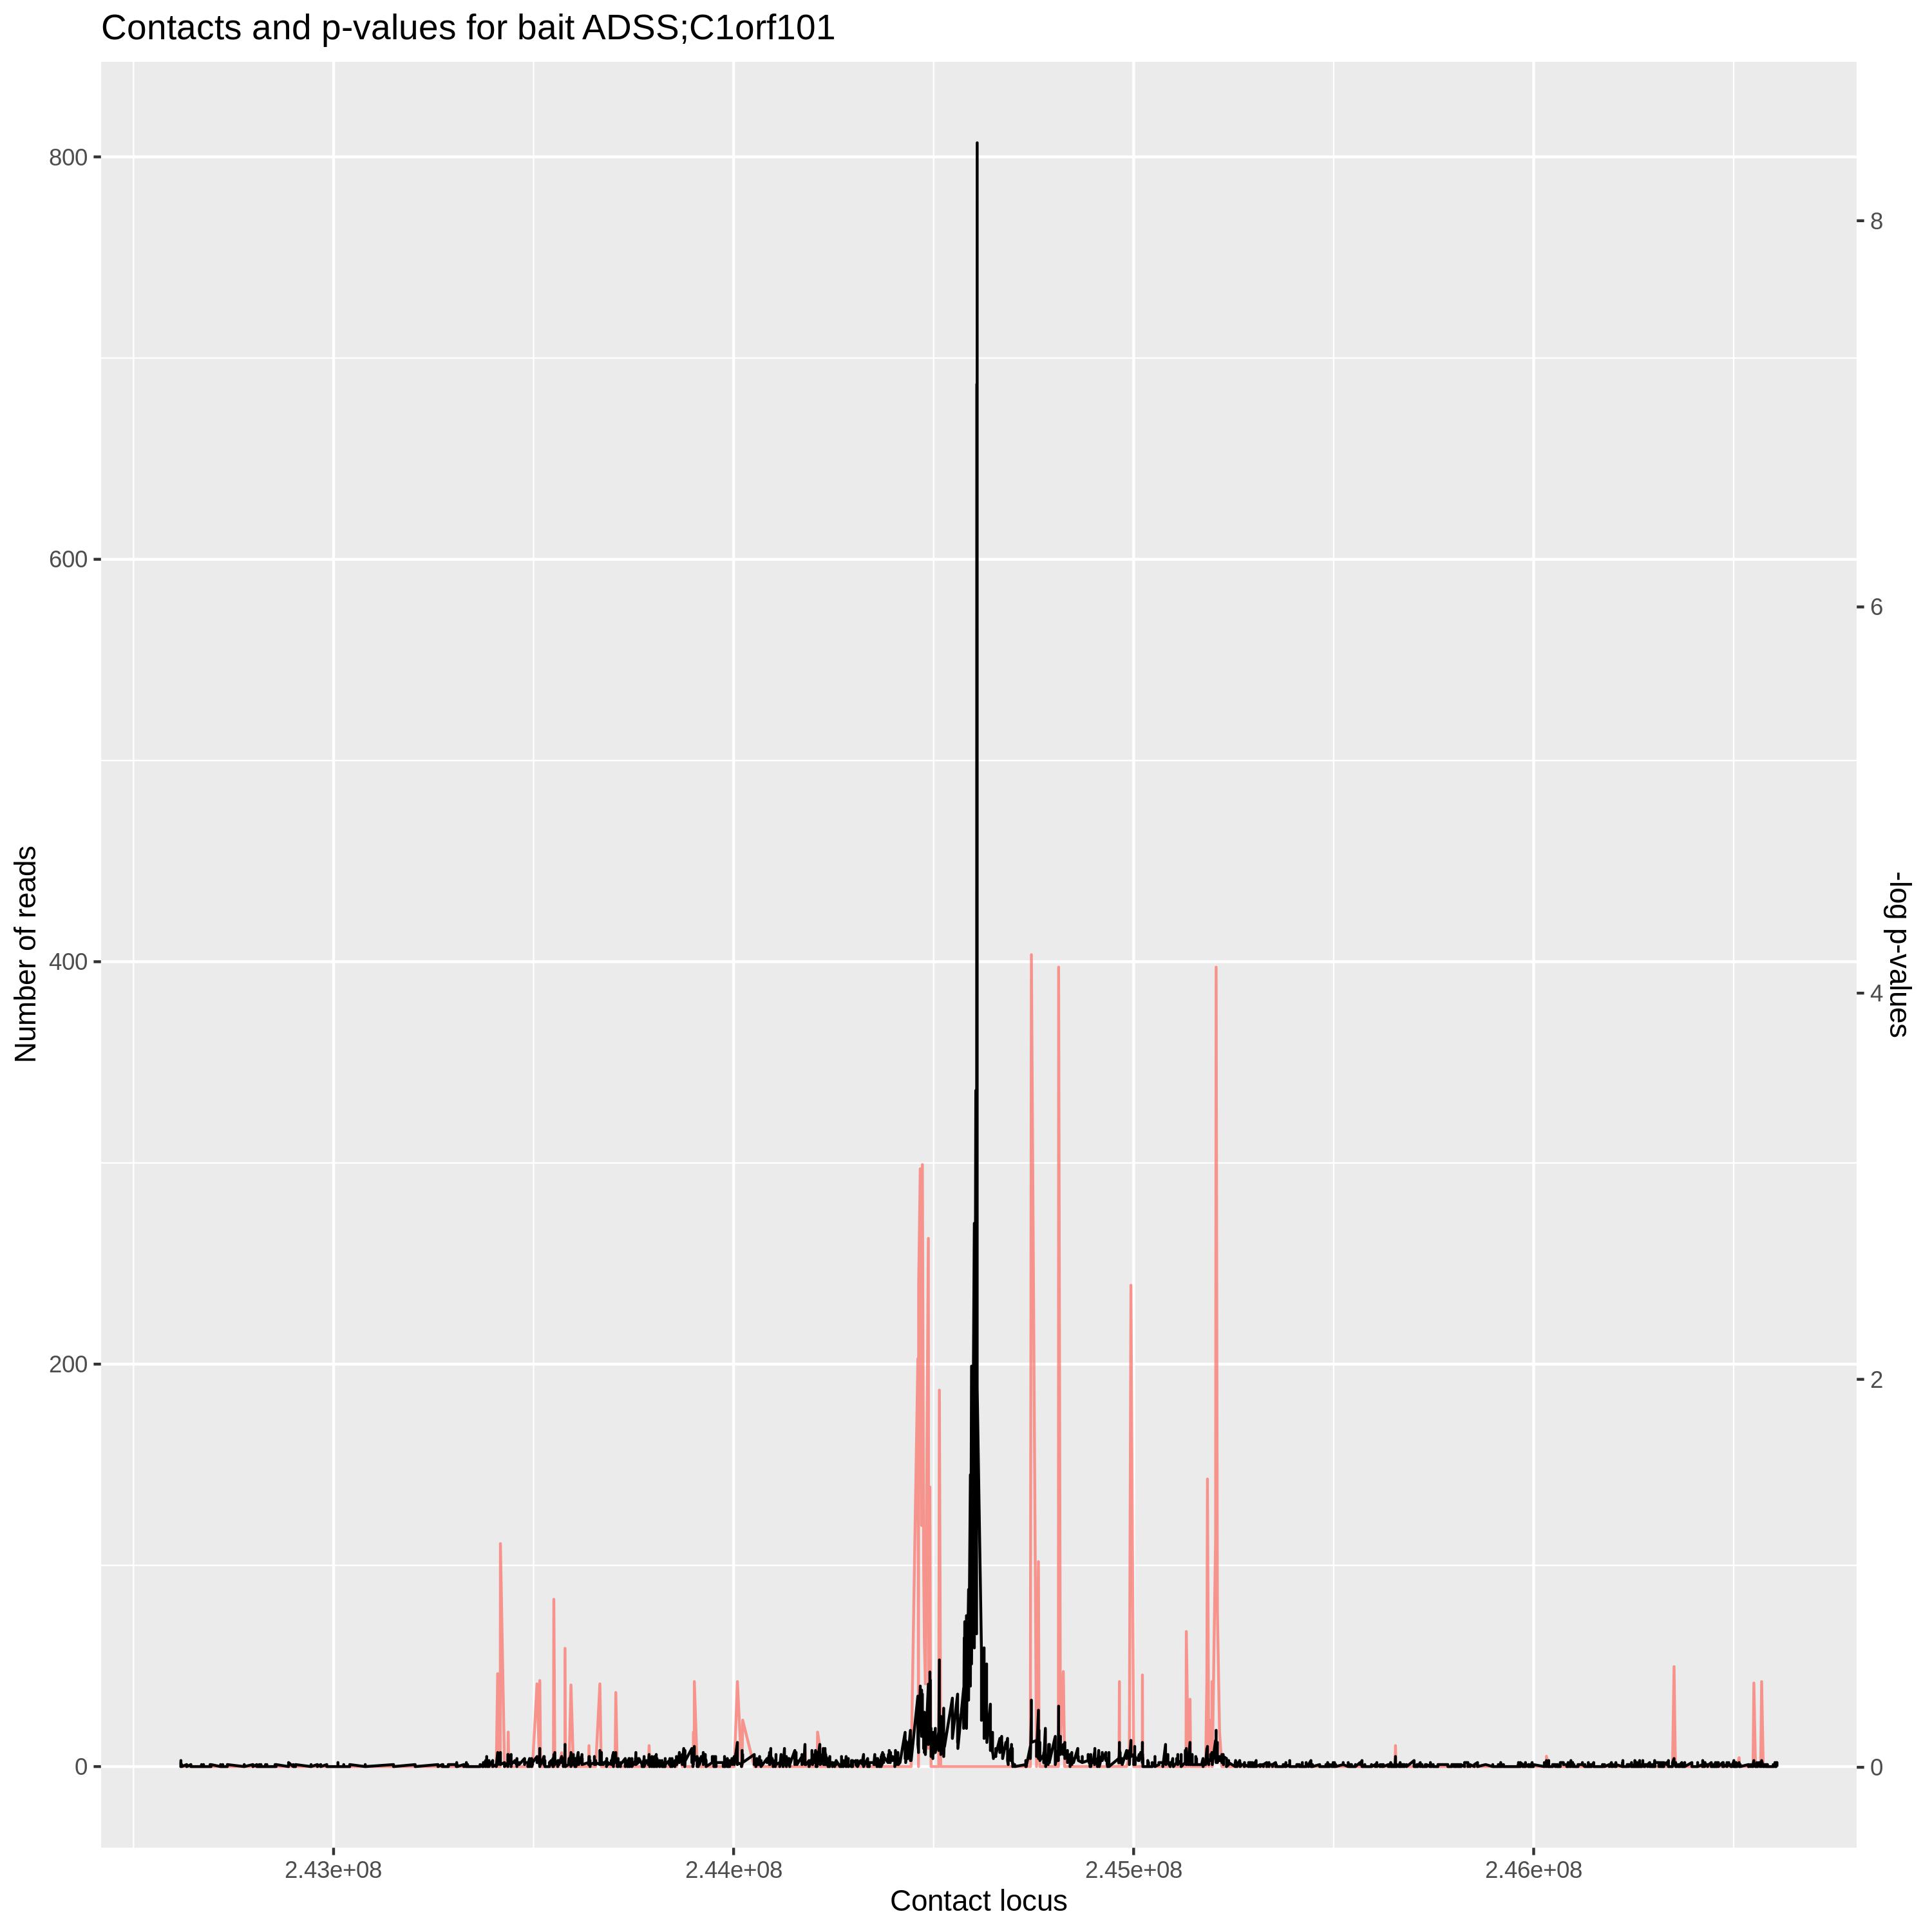 Contacts and p-values for bait ADSS;C1orf101
800
600
400
200
0
Number of reads
8
6
4
2
0
-log p-values
2.43e+08
2.44e+08
2.45e+08
2.46e+08
Contact locus